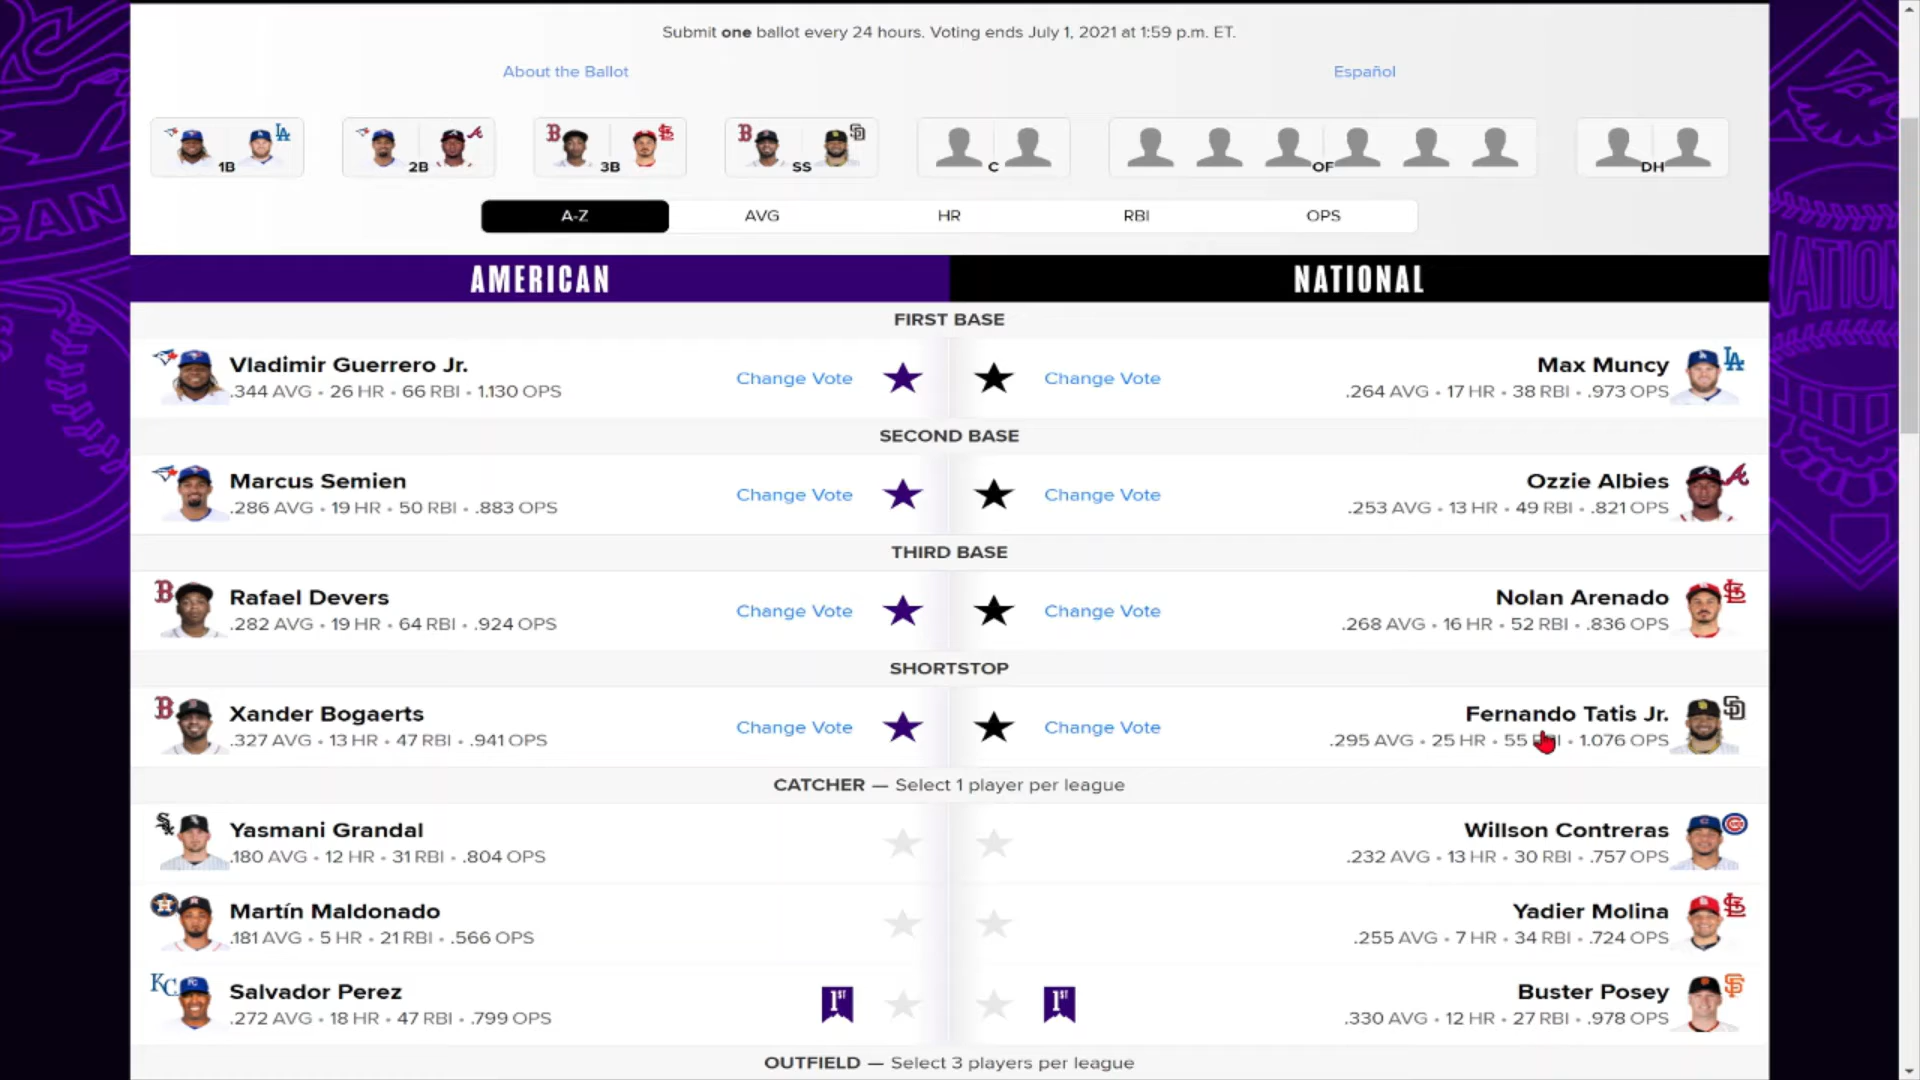 Submit one ballot every 24 hours. Voting ends July 1, 2021 at 1:59 p.m. ET.
About the Ballot
Español
1B
2B
3B
SS
C
OF
DH
A-Z
AVG
HR
RBI
OPS
AMERICAN
NATIONAL
FIRST BASE
Vladimir Guerrero Jr.
.344 AVG • 26 HR • 66 RBI • 1.130 OPS
Change Vote
Change Vote
Max Muncy
.264 AVG • 17 HR • 38 RBI • .973 OPS
SECOND BASE
Marcus Semien
.286 AVG • 19 HR • 50 RBI • .883 OPS
Change Vote
Change Vote
Ozzie Albies
.253 AVG • 13 HR • 49 RBI • .821 OPS
THIRD BASE
Rafael Devers
.282 AVG • 19 HR • 64 RBI • .924 OPS
Change Vote
Change Vote
Nolan Arenado
.268 AVG • 16 HR • 52 RBI • .836 OPS
SHORTSTOP
Xander Bogaerts
.327 AVG • 13 HR • 47 RBI • .941 OPS
Change Vote
Change Vote
Fernando Tatis Jr.
.295 AVG • 25 HR • 55 RBI • 1.076 OPS
CATCHER — Select 1 player per league
Yasmani Grandal
.180 AVG • 12 HR • 31 RBI • .804 OPS
Willson Contreras
.232 AVG • 13 HR • 30 RBI • .757 OPS
Martín Maldonado
.181 AVG • 5 HR • 21 RBI • .566 OPS
Yadier Molina
.255 AVG • 7 HR • 34 RBI • .724 OPS
Salvador Perez
.272 AVG • 18 HR • 47 RBI • .799 OPS
1ST
1ST
Buster Posey
.330 AVG • 12 HR • 27 RBI • .978 OPS
OUTFIELD — Select 3 players per league